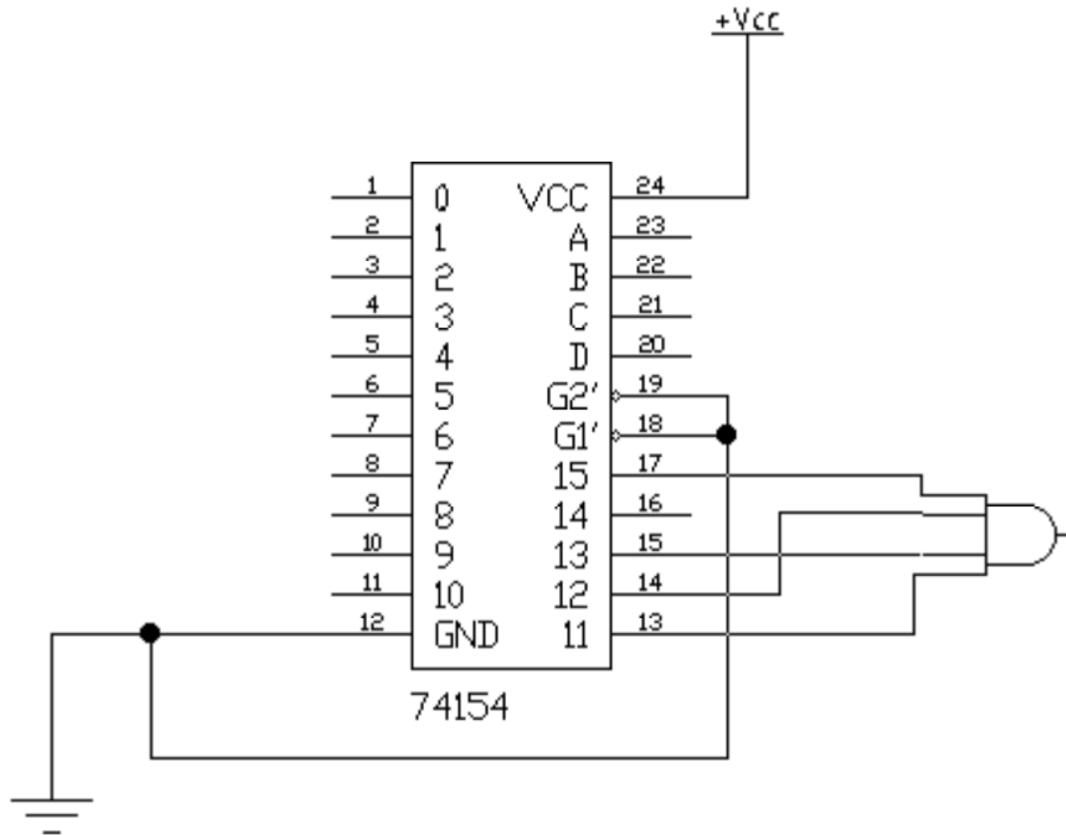 +Vcc
1 0 VCC 24
2 1 A 23
3 2 B 22
4 3 C 21
5 4 D 20
6 5 G2' 19
7 6 G1' 18
8 7 15 17
9 8 14 16
10 9 13 15
11 10 12 14
12 GND 11 13
74154